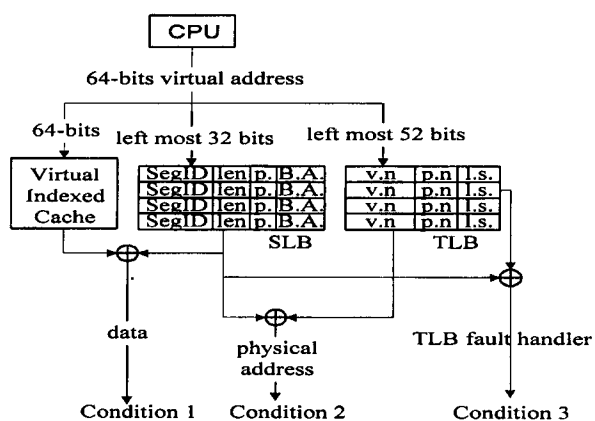 CPU
64-bits virtual address
64-bits
left most 32 bits
left most 52 bits
Virtual
Indexed
Cache
SegID len p. B.A.
SegID len p. B.A.
SegID len p. B.A.
SegID len p. B.A.
SLB
v.n p.n l.s.
v.n p.n l.s.
v.n p.n l.s.
v.n p.n l.s.
TLB
data
physical
address
TLB fault handler
Condition 1
Condition 2
Condition 3